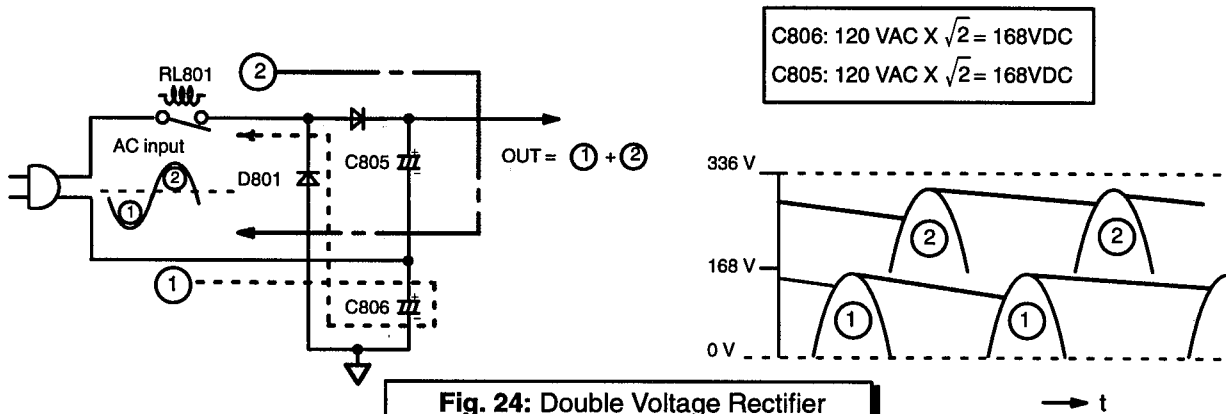 RL801
②
AC input
②
①
D801
C805
+
-
OUT = ① + ②
①
C806
+
-
C806: 120 VAC X √2 = 168VDC
C805: 120 VAC X √2 = 168VDC
336 V
② ②
168 V
① ①
0 V
t
Fig. 24: Double Voltage Rectifier